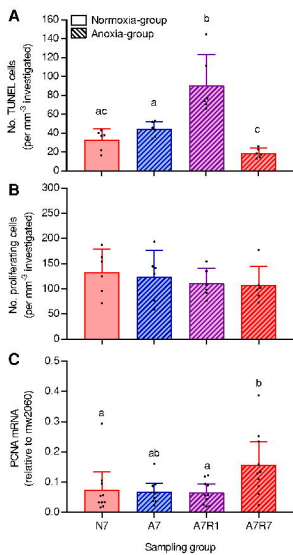 A
Normoxia-group
Anoxia-group
No. TUNEL cells
(per mm-3 investigated)
160
140
120
100
80
60
40
20
0
ac
a
b
c
B
No. proliferating cells
(per mm-3 investigated)
300
250
200
150
100
50
0
C
PCNA mRNA
(relative to mw2060)
0.5
0.4
0.3
0.2
0.1
0.0
a
ab
a
b
N7 A7 A7R1 A7R7
Sampling group